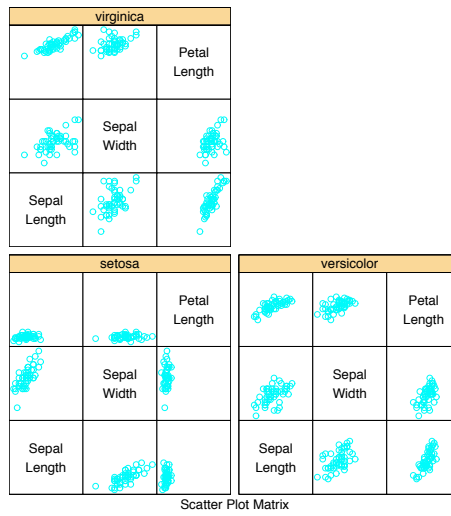 virginica
Petal
Length
Sepal
Width
Sepal
Length
setosa
Petal
Length
Sepal
Width
Sepal
Length
versicolor
Petal
Length
Sepal
Width
Sepal
Length
Scatter Plot Matrix